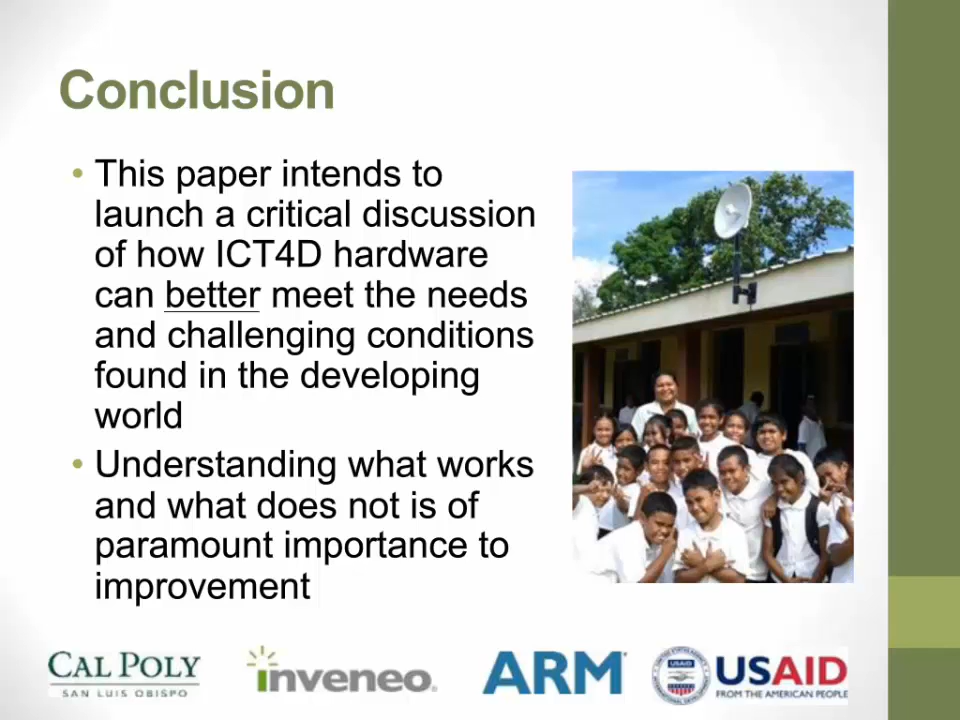 Conclusion
• This paper intends to
launch a critical discussion
of how ICT4D hardware
can better meet the needs
and challenging conditions
found in the developing
world
• Understanding what works
and what does not is of
paramount importance to
improvement
CAL POLY
SAN LUIS OBISPO
inveneo
ARM
USAID
USAID
FROM THE AMERICAN PEOPLE